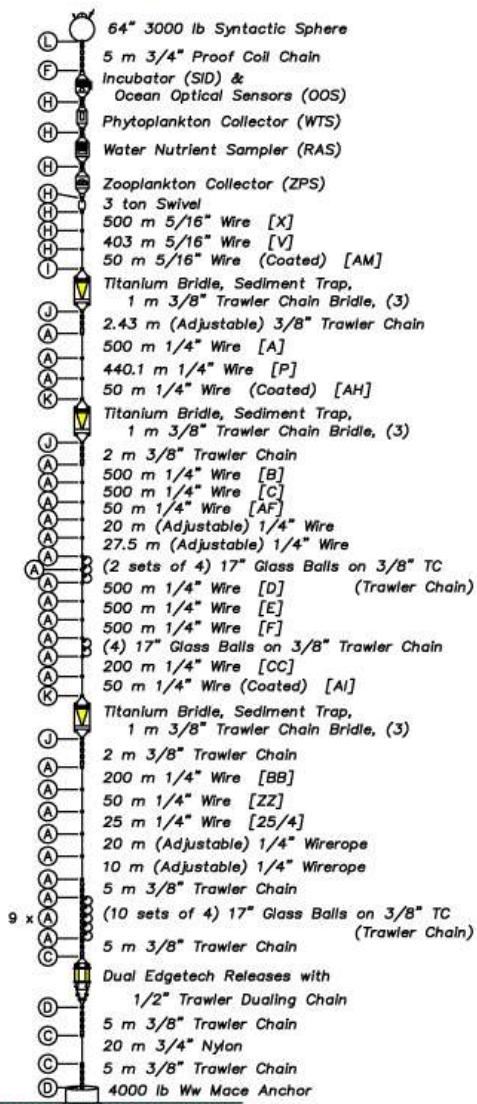 64" 3000 lb Syntactic Sphere
L
5 m 3/4" Proof Coil Chain
F
Incubator (SID) &
Ocean Optical Sensors (OOS)
H
Phytoplankton Collector (WTS)
H
Water Nutrient Sampler (RAS)
H
Zooplankton Collector (ZPS)
H
3 ton Swivel
H
500 m 5/16" Wire [X]
H
403 m 5/16" Wire [V]
H
50 m 5/16" Wire (Coated) [AM]
I
Titanium Bridle, Sediment Trap,
1 m 3/8" Trawler Chain Bridle, (3)
J
2.43 m (Adjustable) 3/8" Trawler Chain
A
500 m 1/4" Wire [A]
A
440.1 m 1/4" Wire [P]
A
50 m 1/4" Wire (Coated) [AH]
K
Titanium Bridle, Sediment Trap,
1 m 3/8" Trawler Chain Bridle, (3)
J
2 m 3/8" Trawler Chain
A
500 m 1/4" Wire [B]
A
500 m 1/4" Wire [C]
A
50 m 1/4" Wire [AF]
A
20 m (Adjustable) 1/4" Wire
A
27.5 m (Adjustable) 1/4" Wire
A
A (2 sets of 4) 17" Glass Balls on 3/8" TC
(Trawler Chain)
A
500 m 1/4" Wire [D]
A
500 m 1/4" Wire [E]
A
500 m 1/4" Wire [F]
A
(4) 17" Glass Balls on 3/8" Trawler Chain
A
200 m 1/4" Wire [CC]
A
50 m 1/4" Wire (Coated) [AI]
K
Titanium Bridle, Sediment Trap,
1 m 3/8" Trawler Chain Bridle, (3)
J
2 m 3/8" Trawler Chain
A
200 m 1/4" Wire [BB]
A
50 m 1/4" Wire [ZZ]
A
25 m 1/4" Wire [25/4]
A
20 m (Adjustable) 1/4" Wirerope
A
10 m (Adjustable) 1/4" Wirerope
A
5 m 3/8" Trawler Chain
A
9 x A (10 sets of 4) 17" Glass Balls on 3/8" TC
(Trawler Chain)
A
5 m 3/8" Trawler Chain
C
Dual Edgetech Releases with
1/2" Trawler Dualing Chain
D
5 m 3/8" Trawler Chain
C
20 m 3/4" Nylon
C
5 m 3/8" Trawler Chain
D
4000 lb Ww Mace Anchor